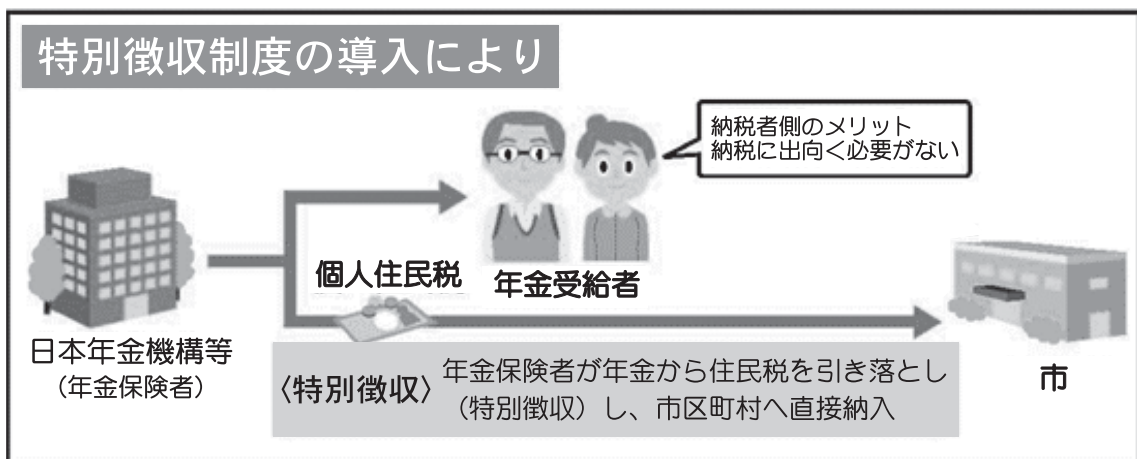 特別徴収制度の導入により
納税者側のメリット
納税に出向く必要がない
個人住民税
年金受給者
日本年金機構等
（年金保険者）
〈特別徴収〉
年金保険者が年金から住民税を引き落とし
（特別徴収）し、市区町村へ直接納入
市